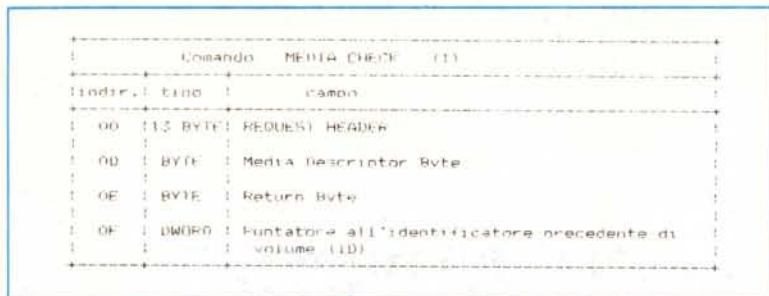 Comando MEDIA CHECK (1)
indir. tipo campo
00 13 BYTE REQUEST HEADER
0D BYTE Media Descriptor Byte
0E BYTE Return Byte
0F DWORD Puntatore all'identificatore precedente di
volume (ID)